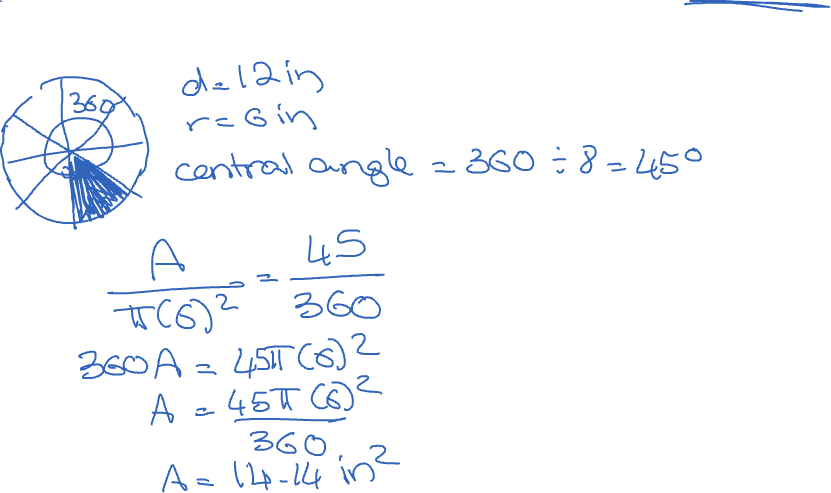 360
d=12in
r=6in
central angle = 360 ÷ 8 = 45°
A/π(6)² = 45/360
360A = 45π(6)²
A = 45π(6)²/360
A = 14.14 in²